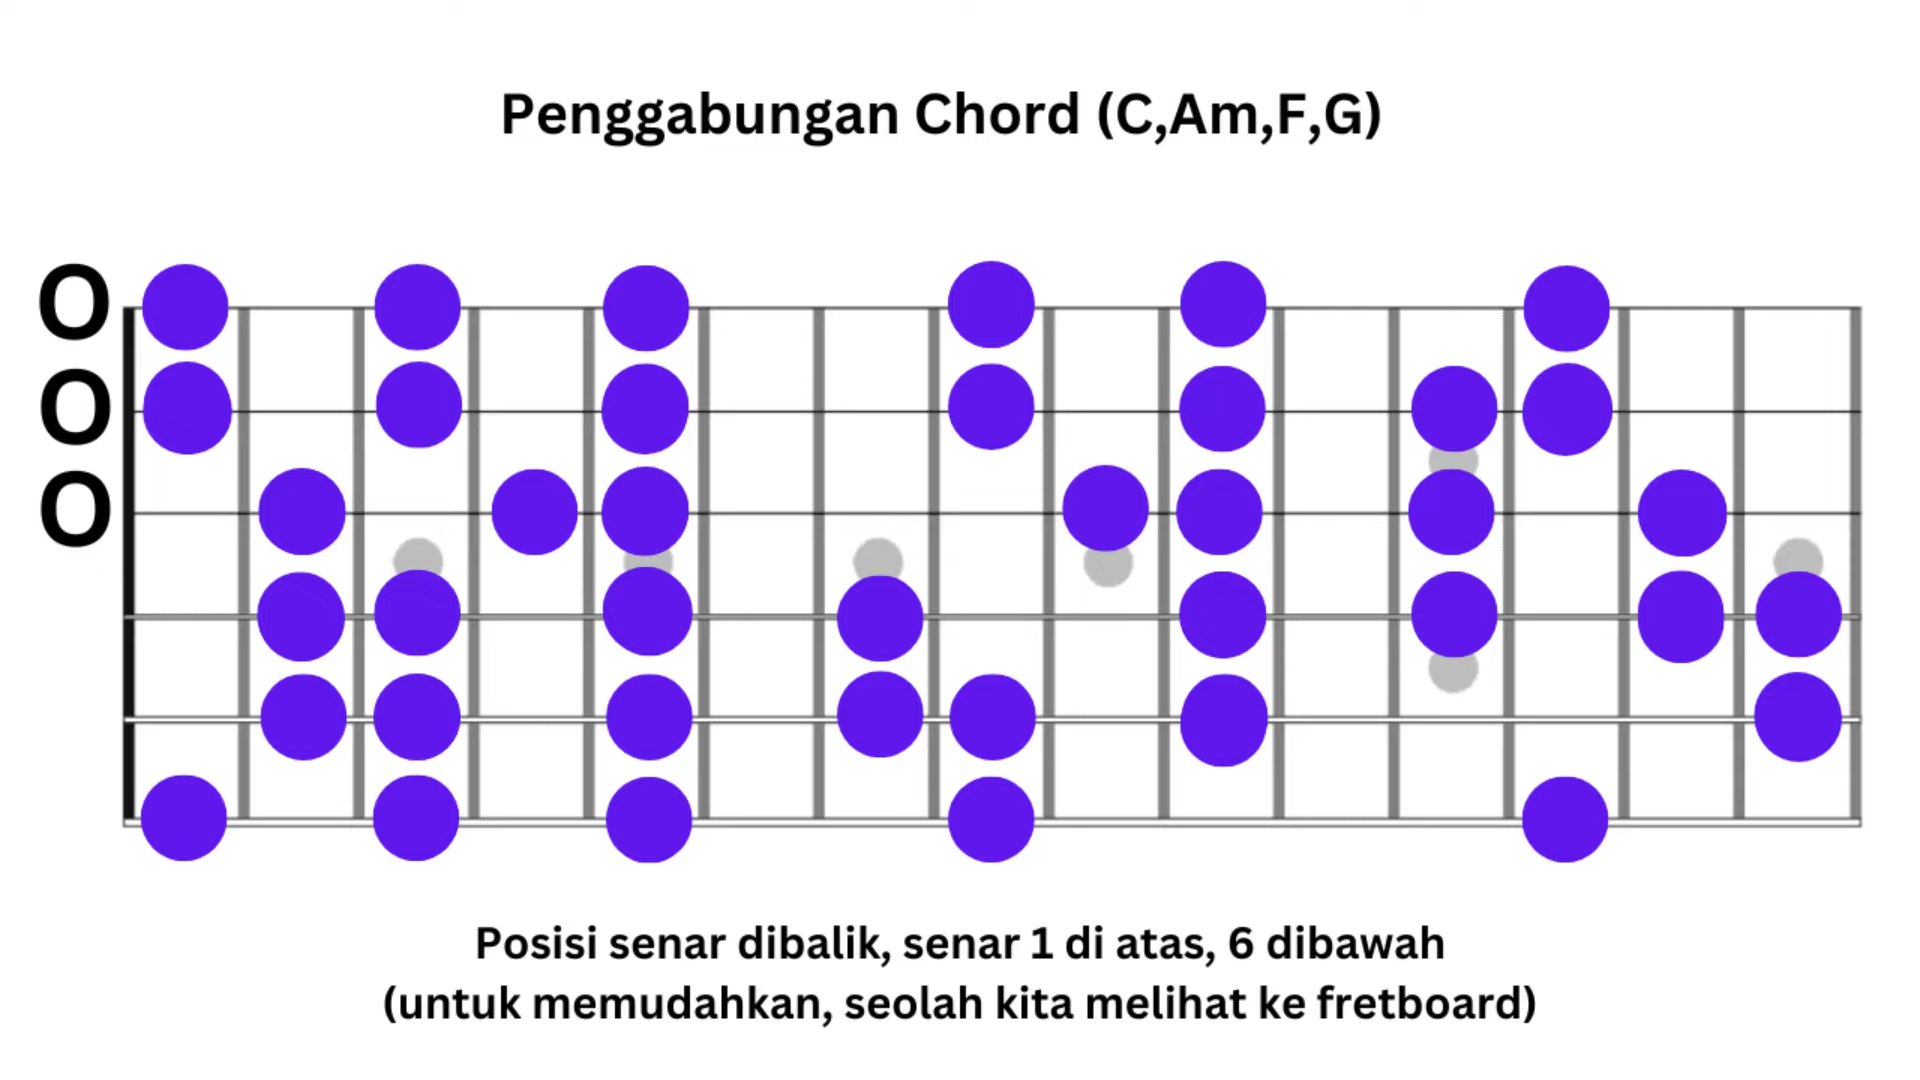 Penggabungan Chord (C,Am,F,G)
O
O
O
Posisi senar dibalik, senar 1 di atas, 6 dibawah
(untuk memudahkan, seolah kita melihat ke fretboard)